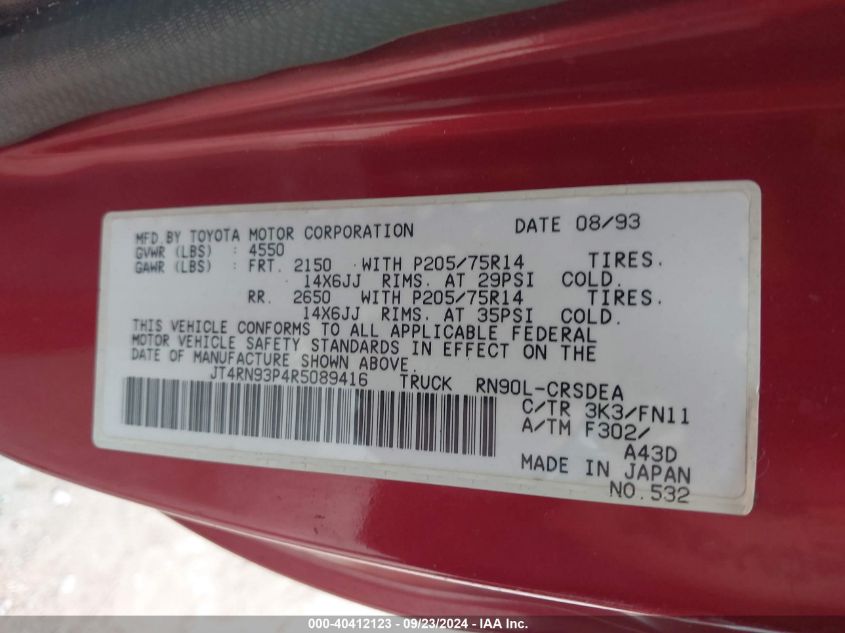 MFD.BY TOYOTA MOTOR CORPORATION DATE 08/93
GVWR (LBS) : 4550
GAWR (LBS) : FRT. 2150 WITH P205/75R14 TIRES.
14X6JJ RIMS. AT 29PSI COLD.
RR. 2650 WITH P205/75R14 TIRES.
14X6JJ RIMS. AT 35PSI COLD.
THIS VEHICLE CONFORMS TO ALL APPLICABLE FEDERAL
MOTOR VEHICLE SAFETY STANDARDS IN EFFECT ON THE
DATE OF MANUFACTURE SHOWN ABOVE.
JT4RN93P4R5089416 TRUCK RN90L-CRSDEA
C/TR 3K3/FN11
A/TM F302/
A43D
MADE IN JAPAN
NO.532
000-40412123 - 09/23/2024 - IAA Inc.